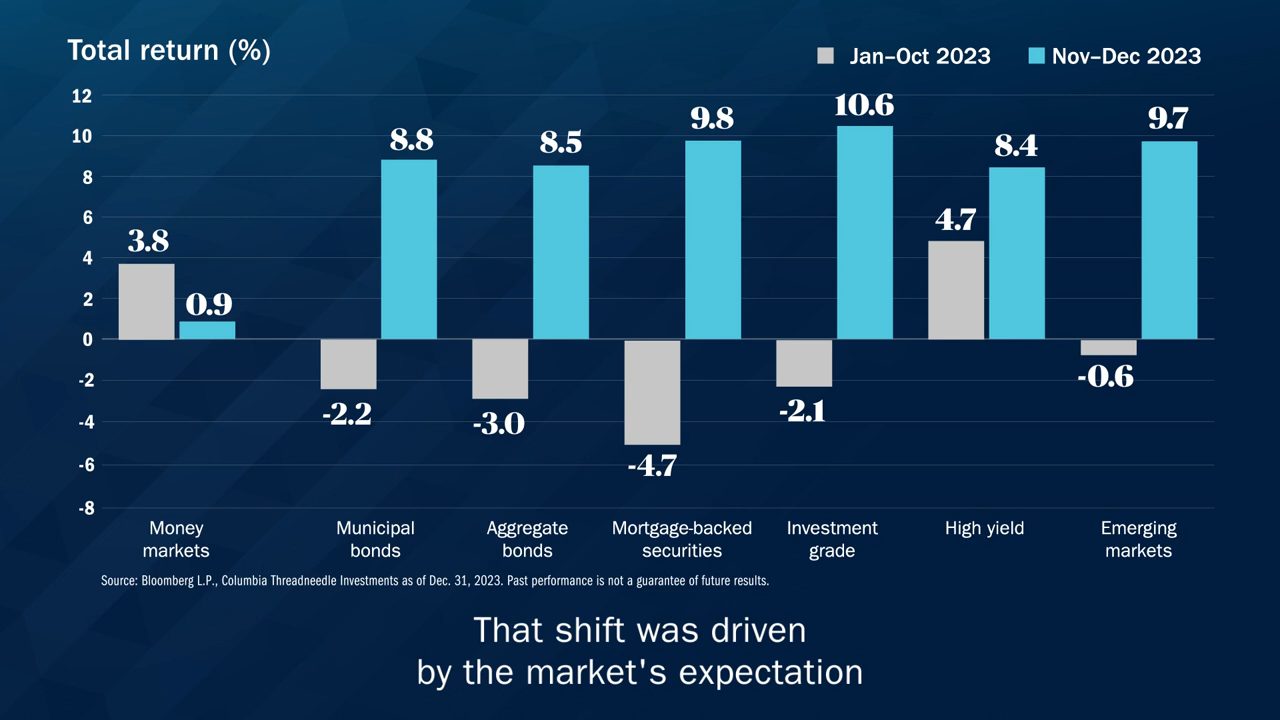 Total return (%)
Jan–Oct 2023
Nov–Dec 2023
12
10
8
6
4
2
0
-2
-4
-6
-8
3.8
0.9
-2.2
8.8
-3.0
8.5
-4.7
9.8
-2.1
10.6
4.7
8.4
-0.6
9.7
Money
markets
Municipal
bonds
Aggregate
bonds
Mortgage-backed
securities
Investment
grade
High yield
Emerging
markets
Source: Bloomberg L.P., Columbia Threadneedle Investments as of Dec. 31, 2023. Past performance is not a guarantee of future results.
That shift was driven
by the market's expectation